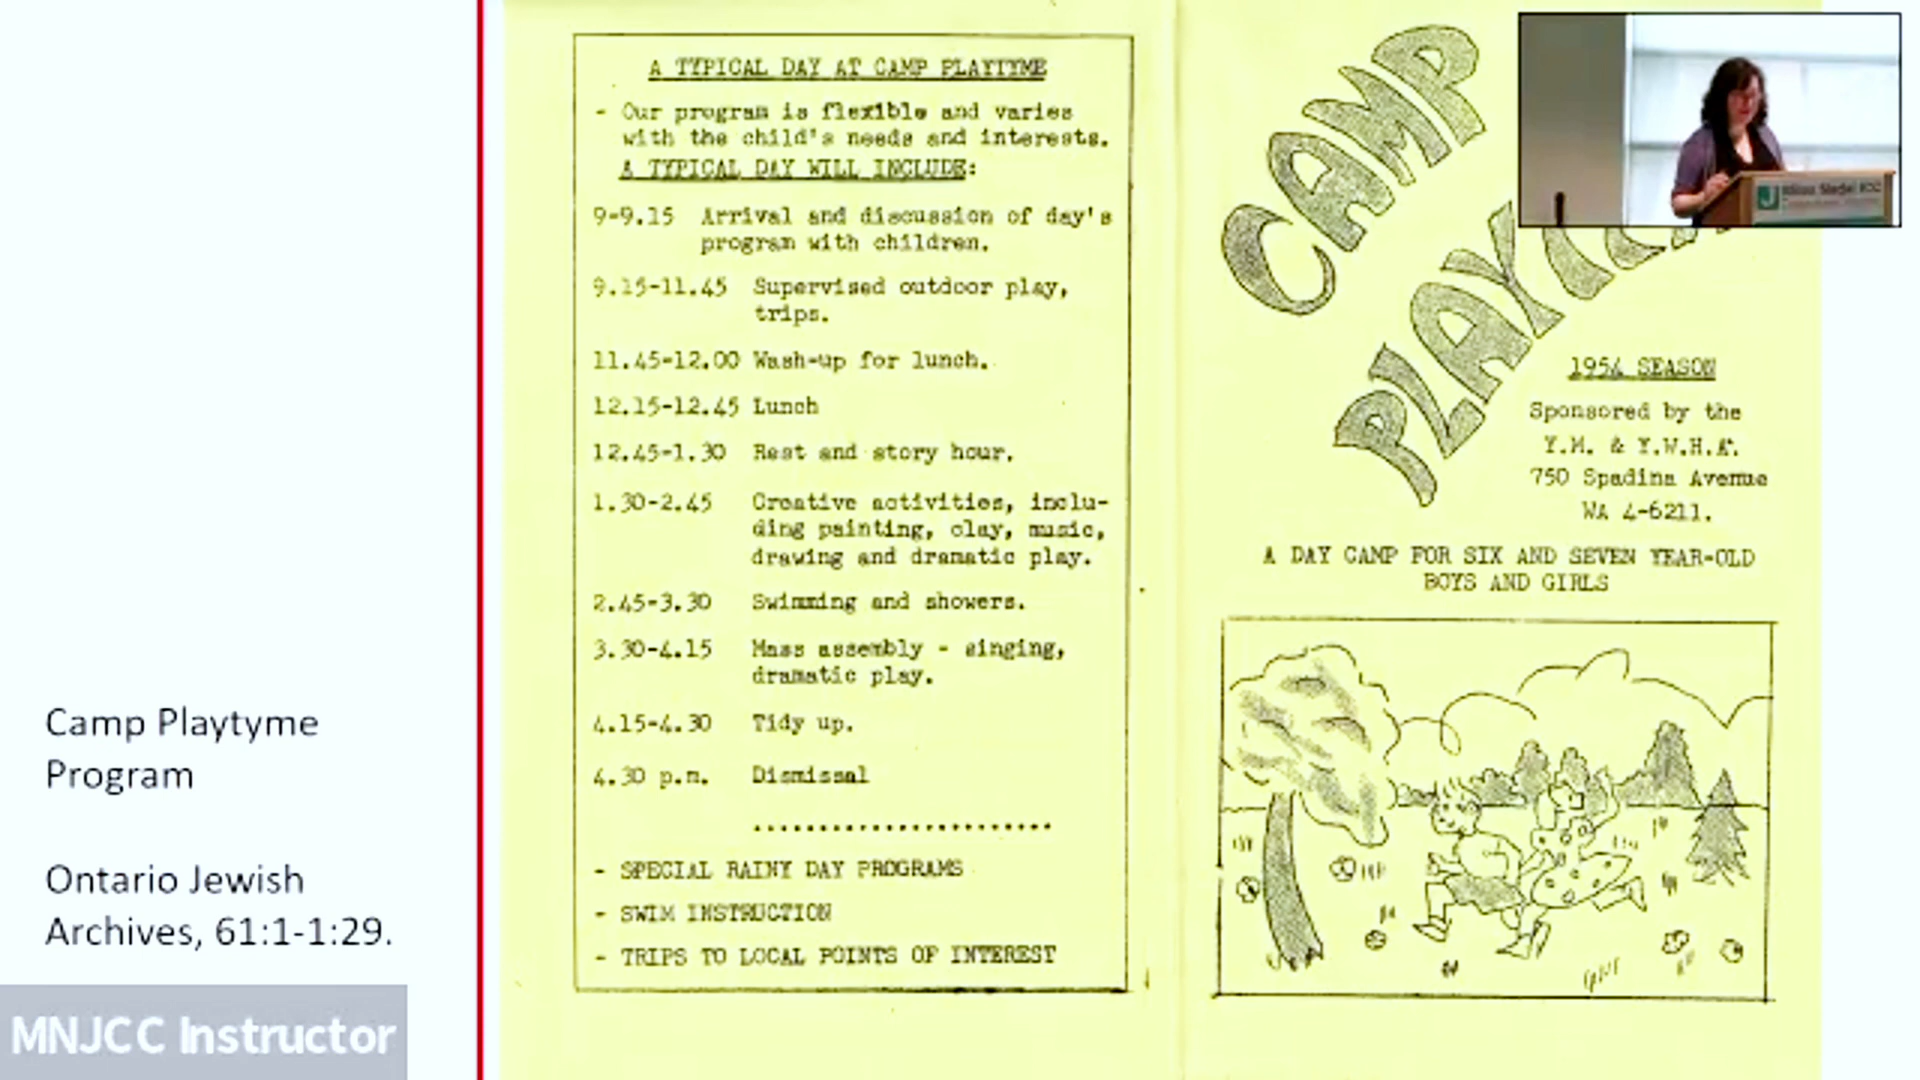 Camp Playtyme
Program
Ontario Jewish
Archives, 61:1-1:29.
MNJCC Instructor
A TYPICAL DAY AT CAMP PLAYTYME
- Our program is flexible and varies
with the child's needs and interests.
A TYPICAL DAY WILL INCLUDE:
9-9.15 Arrival and discussion of day's
program with children.
9.15-11.45 Supervised outdoor play,
trips.
11.45-12.00 Wash-up for lunch.
12.15-12.45 Lunch
12.45-1.30 Rest and story hour.
1.30-2.45 Creative activities, inclu-
ding painting, clay, music,
drawing and dramatic play.
2.45-3.30 Swimming and showers.
3.30-4.15 Mass assembly - singing,
dramatic play.
4.15-4.30 Tidy up.
4.30 p.m. Dismissal
- SPECIAL RAINY DAY PROGRAMS
- SWIM INSTRUCTION
- TRIPS TO LOCAL POINTS OF INTEREST
CAMP
1954 SEASON
Sponsored by the
Y.M. & Y.W.H.A.
750 Spadina Avenue
WA 4-6211.
A DAY CAMP FOR SIX AND SEVEN YEAR-OLD
BOYS AND GIRLS
J Miles Nadal JCC